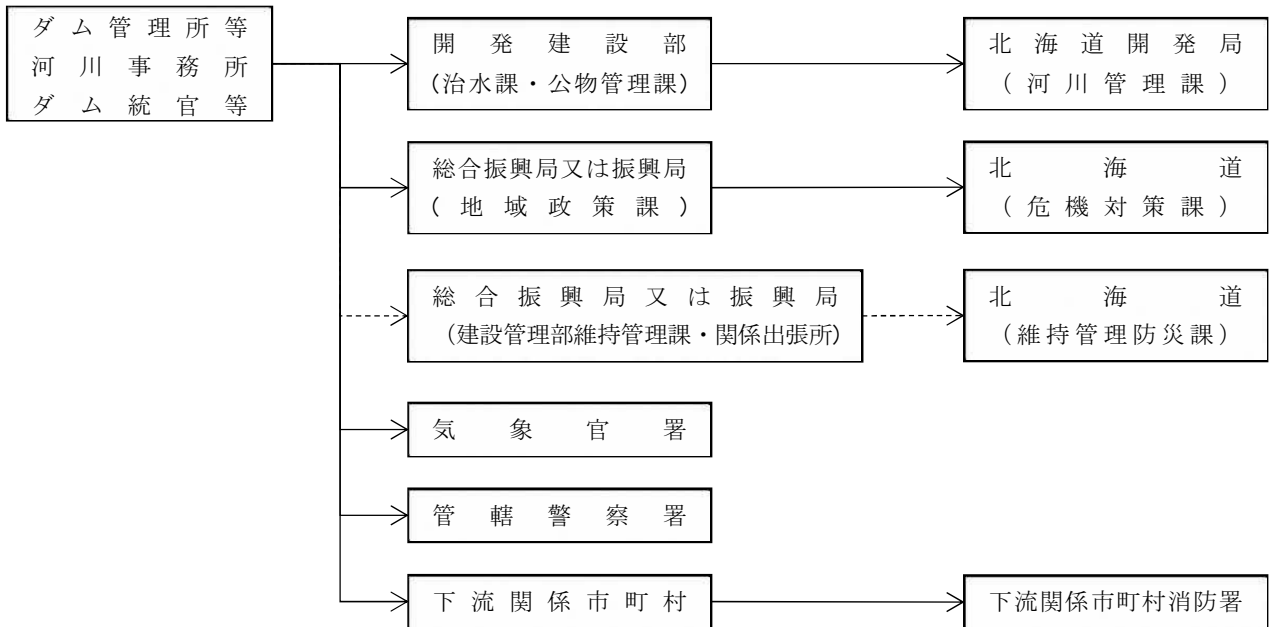 ダム管理所等
河川事務所
ダム統官等
開発建設部
(治水課・公物管理課)
北海道開発局
(河川管理課)
総合振興局又は振興局
(地域政策課)
北海道
(危機対策課)
総合振興局又は振興局
(建設管理部維持管理課・関係出張所)
北海道
(維持管理防災課)
気象官署
管轄警察署
下流関係市町村
下流関係市町村消防署